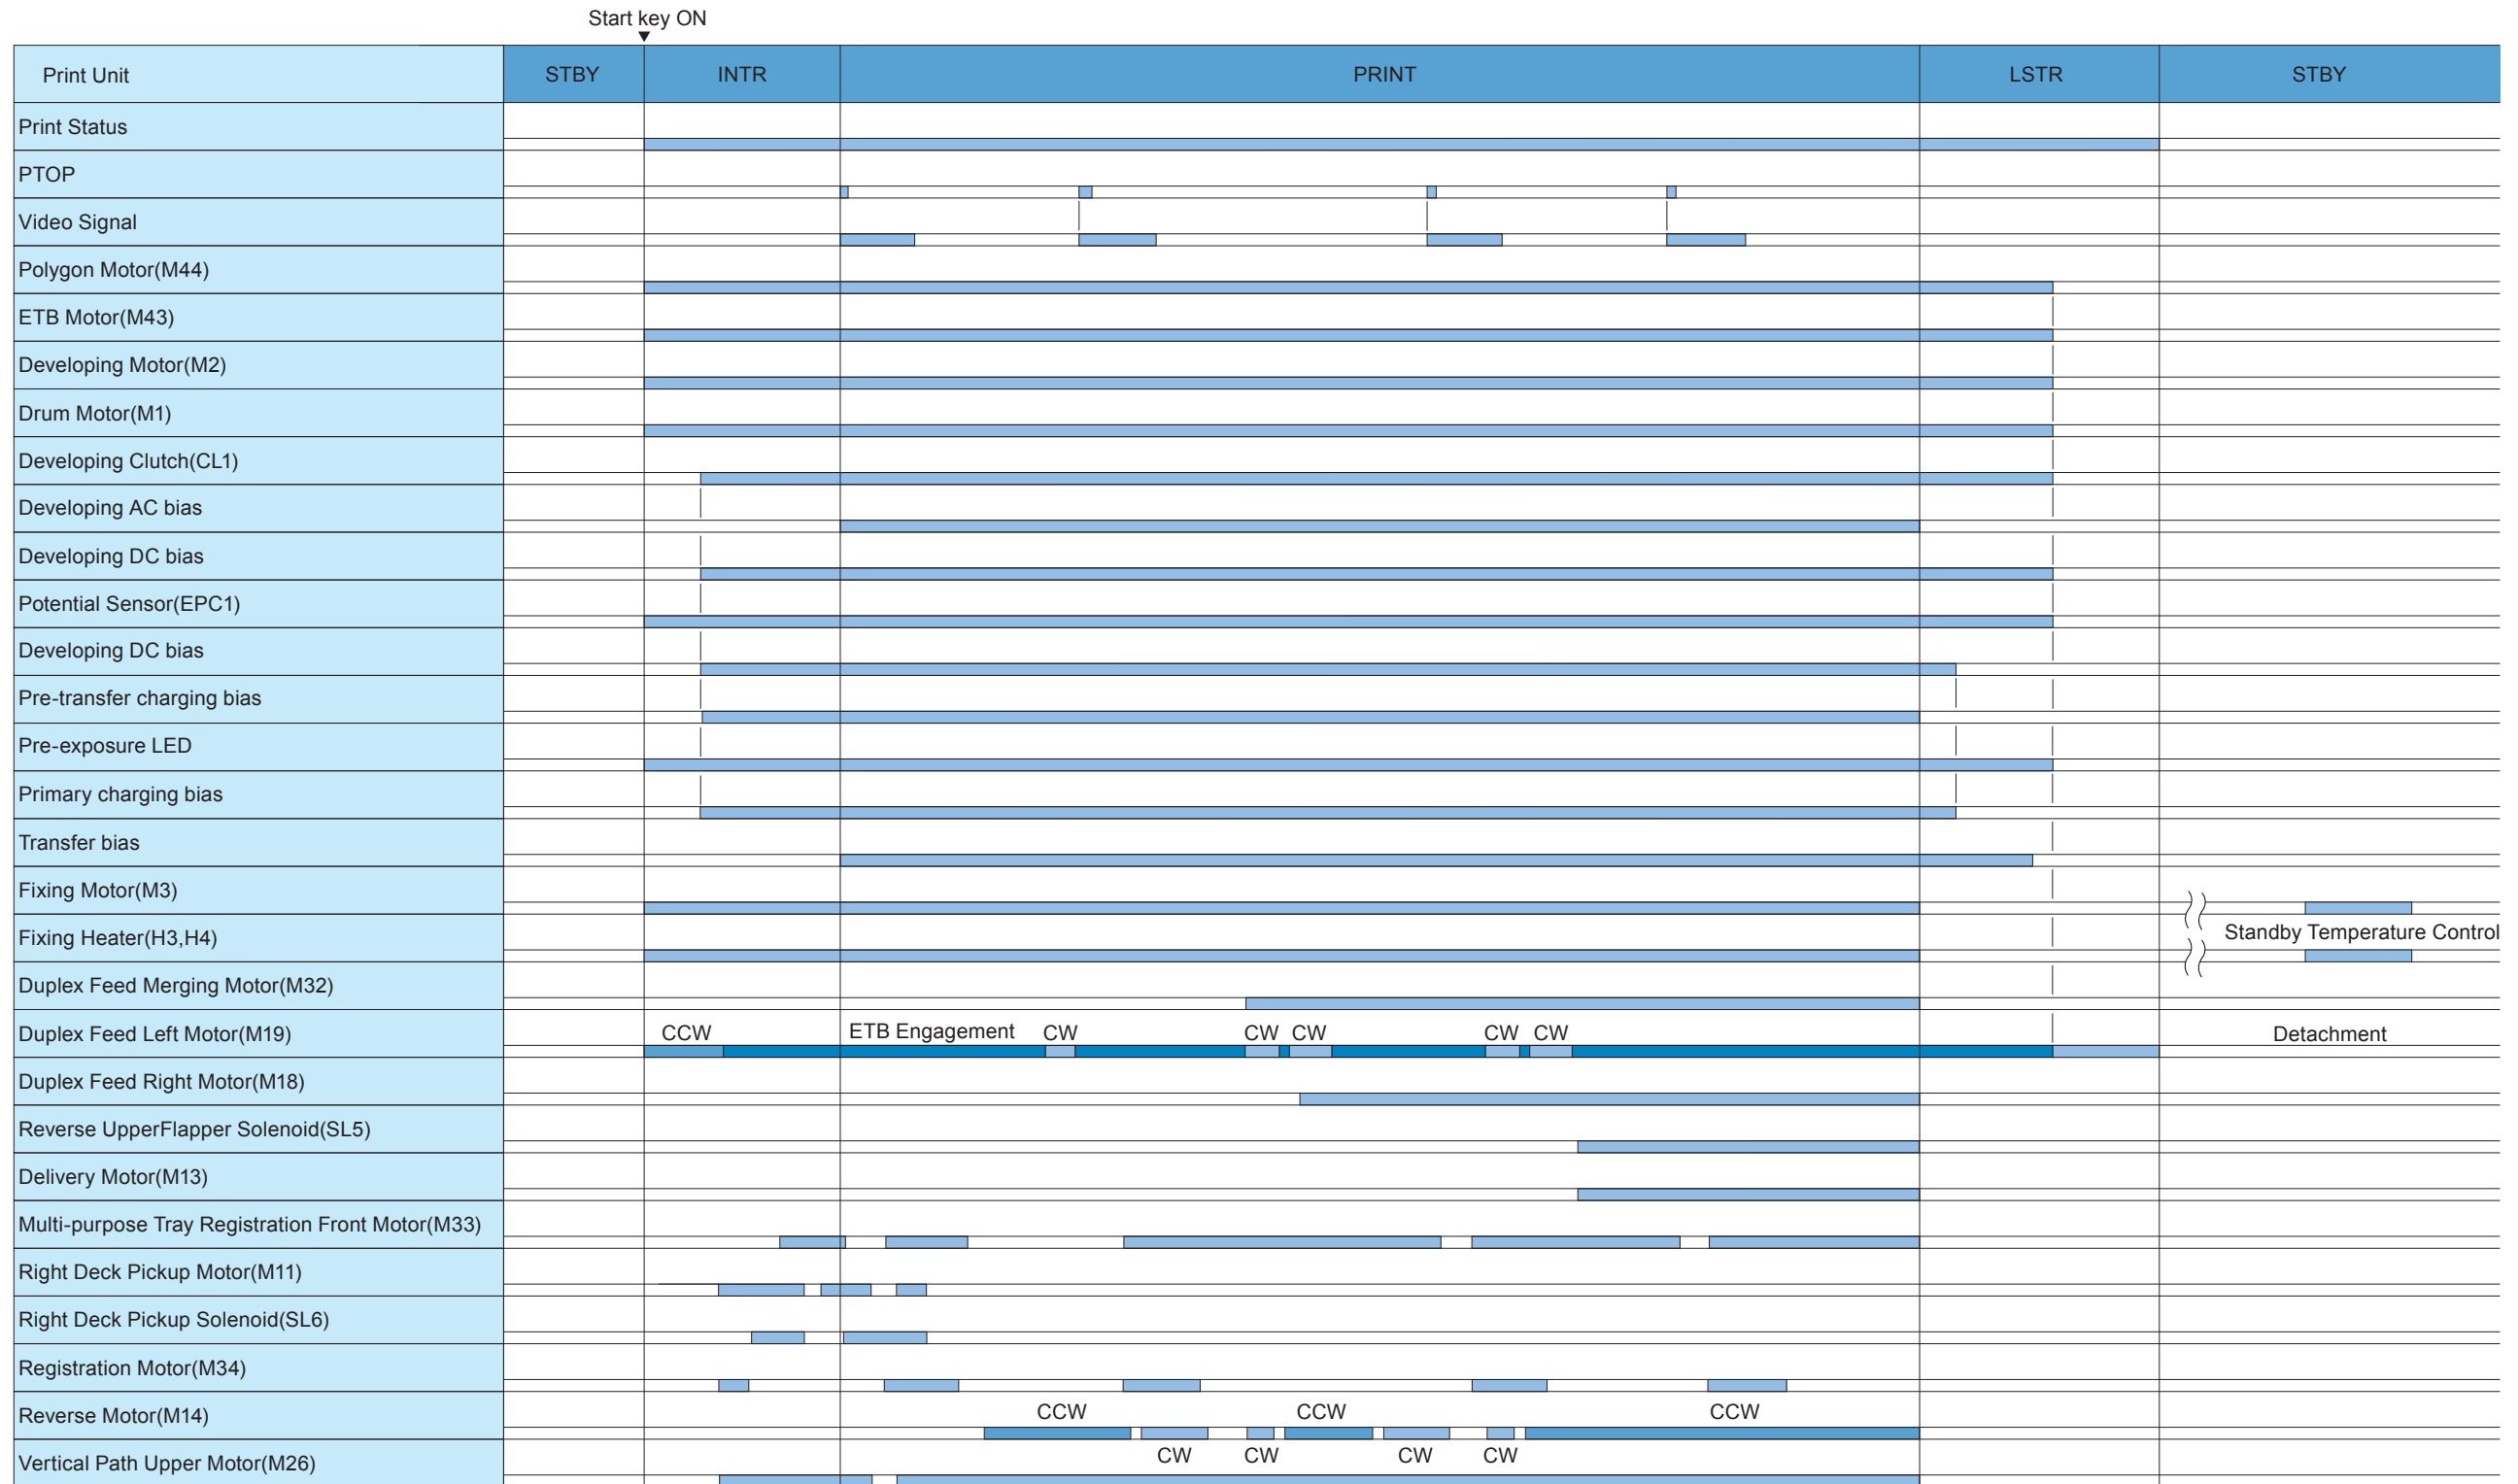 Start key ON
Print Unit STBY INTR PRINT LSTR STBY
Print Status
PTOP
Video Signal
Polygon Motor(M44)
ETB Motor(M43)
Developing Motor(M2)
Drum Motor(M1)
Developing Clutch(CL1)
Developing AC bias
Developing DC bias
Potential Sensor(EPC1)
Developing DC bias
Pre-transfer charging bias
Pre-exposure LED
Primary charging bias
Transfer bias
Fixing Motor(M3)
Fixing Heater(H3,H4) Standby Temperature Control
Duplex Feed Merging Motor(M32)
Duplex Feed Left Motor(M19) CCW ETB Engagement CW CW CW CW CW Detachment
Duplex Feed Right Motor(M18)
Reverse UpperFlapper Solenoid(SL5)
Delivery Motor(M13)
Multi-purpose Tray Registration Front Motor(M33)
Right Deck Pickup Motor(M11)
Right Deck Pickup Solenoid(SL6)
Registration Motor(M34)
Reverse Motor(M14) CCW CCW CCW
CW CW CW CW
Vertical Path Upper Motor(M26)